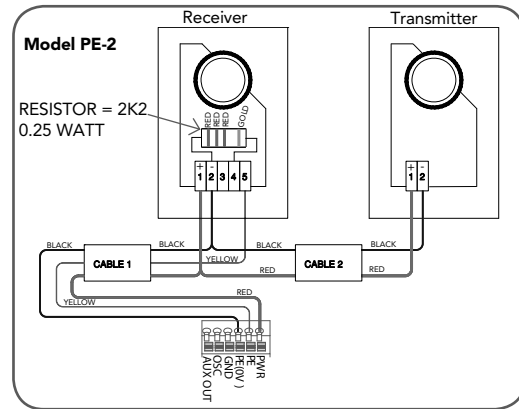 Receiver
Transmitter
Model PE-2
RESISTOR = 2K2
0.25 WATT
RED
RED
RED
GOLD
+
-
1 2 3 4 5
+
-
1 2
BLACK
BLACK
BLACK
BLACK
YELLOW
CABLE 1
CABLE 2
RED
RED
YELLOW
RED
AUX OUT
OSC
GND
PE(0V)
PE
PWR